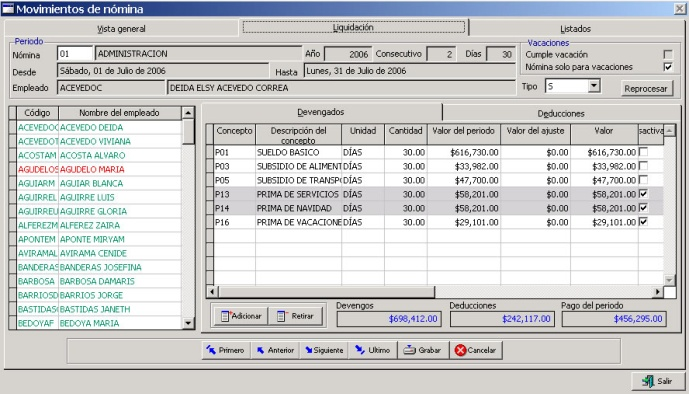 Movimientos de nómina
Vista general
Liquidación
Listados
Periodo
Nómina 01 ADMINISTRACION Año 2006 Consecutivo 2 Días 30
Desde Sábado, 01 de Julio de 2006 Hasta Lunes, 31 de Julio de 2006
Empleado ACEVEDOC DEIDA ELSY ACEVEDO CORREA
Vacaciones
Cumple vacación
Nómina solo para vacaciones
Tipo S Reprocesar
Código Nombre del empleado
ACEVEDOC ACEVEDO DEIDA
ACEVEDOT ACEVEDO VIVIANA
ACOSTAM ACOSTA ALVARO
AGUDELOS AGUDELO MARIA
AGUIARM AGUIAR BLANCA
AGUIRREL AGUIRRE LUIS
AGUIRREU AGUIRRE GLORIA
ALFEREZM ALFEREZ ZAIRA
APONTEM APONTE MIRYAM
AVIRAMAL AVIRAMA CENIDE
BANDERAS BANDERAS JOSEFINA
BARBOSA BARBOSA DAMARIS
BARRIOSD BARRIOS JORGE
BASTIDAS BASTIDAS JANETH
BEDOYAF BEDOYA MARIA
Devengados
Deducciones
Concepto Descripción del concepto Unidad Cantidad Valor del periodo Valor del ajuste Valor sactiva
P01 SUELDO BASICO DÍAS 30.00 $616,730.00 $0.00 $616,730.00
P03 SUBSIDIO DE ALIMENT DÍAS 30.00 $33,982.00 $0.00 $33,982.00
P05 SUBSIDIO DE TRANSP DÍAS 30.00 $47,700.00 $0.00 $47,700.00
P13 PRIMA DE SERVICIOS DÍAS 30.00 $58,201.00 $0.00 $58,201.00
P14 PRIMA DE NAVIDAD DÍAS 30.00 $58,201.00 $0.00 $58,201.00
P16 PRIMA DE VACACIONE DÍAS 30.00 $29,101.00 $0.00 $29,101.00
Adicionar Retirar
Devengos $698,412.00
Deducciones $242,117.00
Pago del periodo $456,295.00
Primero Anterior Siguiente Ultimo Grabar Cancelar
Salir